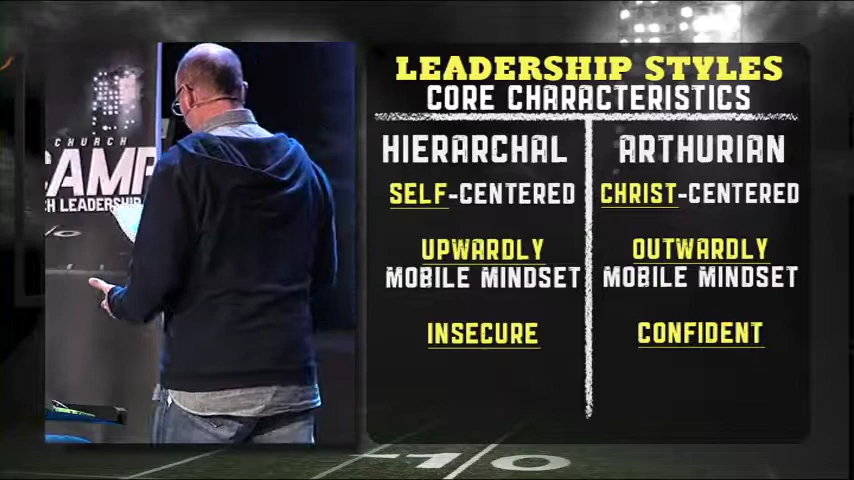 LEADERSHIP STYLES
CORE CHARACTERISTICS
HIERARCHAL
SELF-CENTERED
UPWARDLY
MOBILE MINDSET
INSECURE
ARTHURIAN
CHRIST-CENTERED
OUTWARDLY
MOBILE MINDSET
CONFIDENT
CHURCH
CAMP
CH LEADERSHIP
10